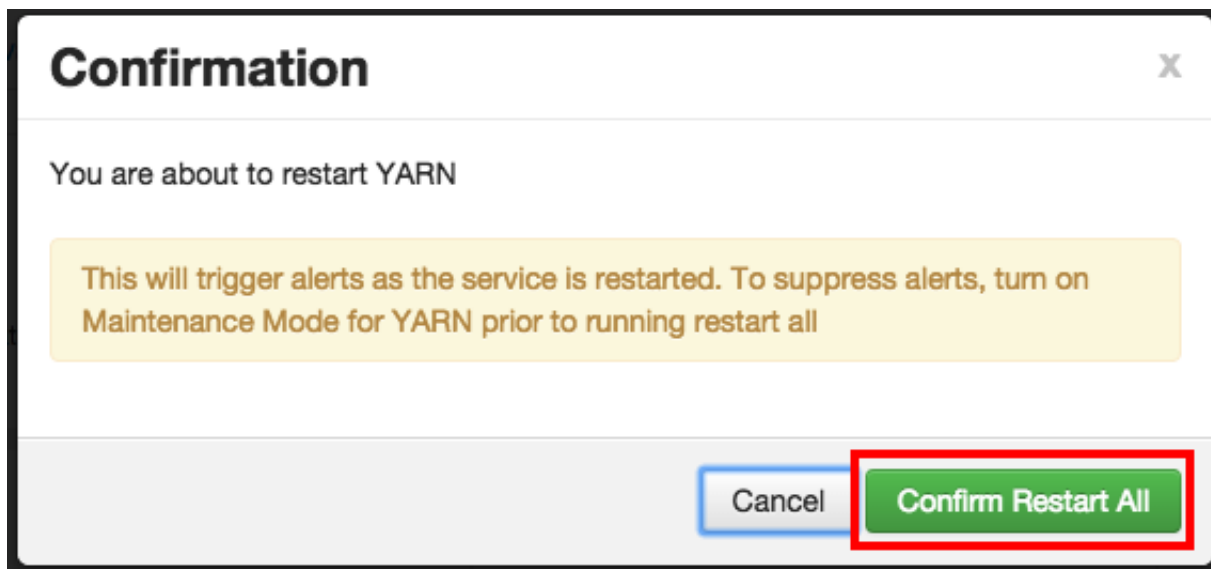 Confirmation
x
You are about to restart YARN
This will trigger alerts as the service is restarted. To suppress alerts, turn on
Maintenance Mode for YARN prior to running restart all
Cancel
Confirm Restart All